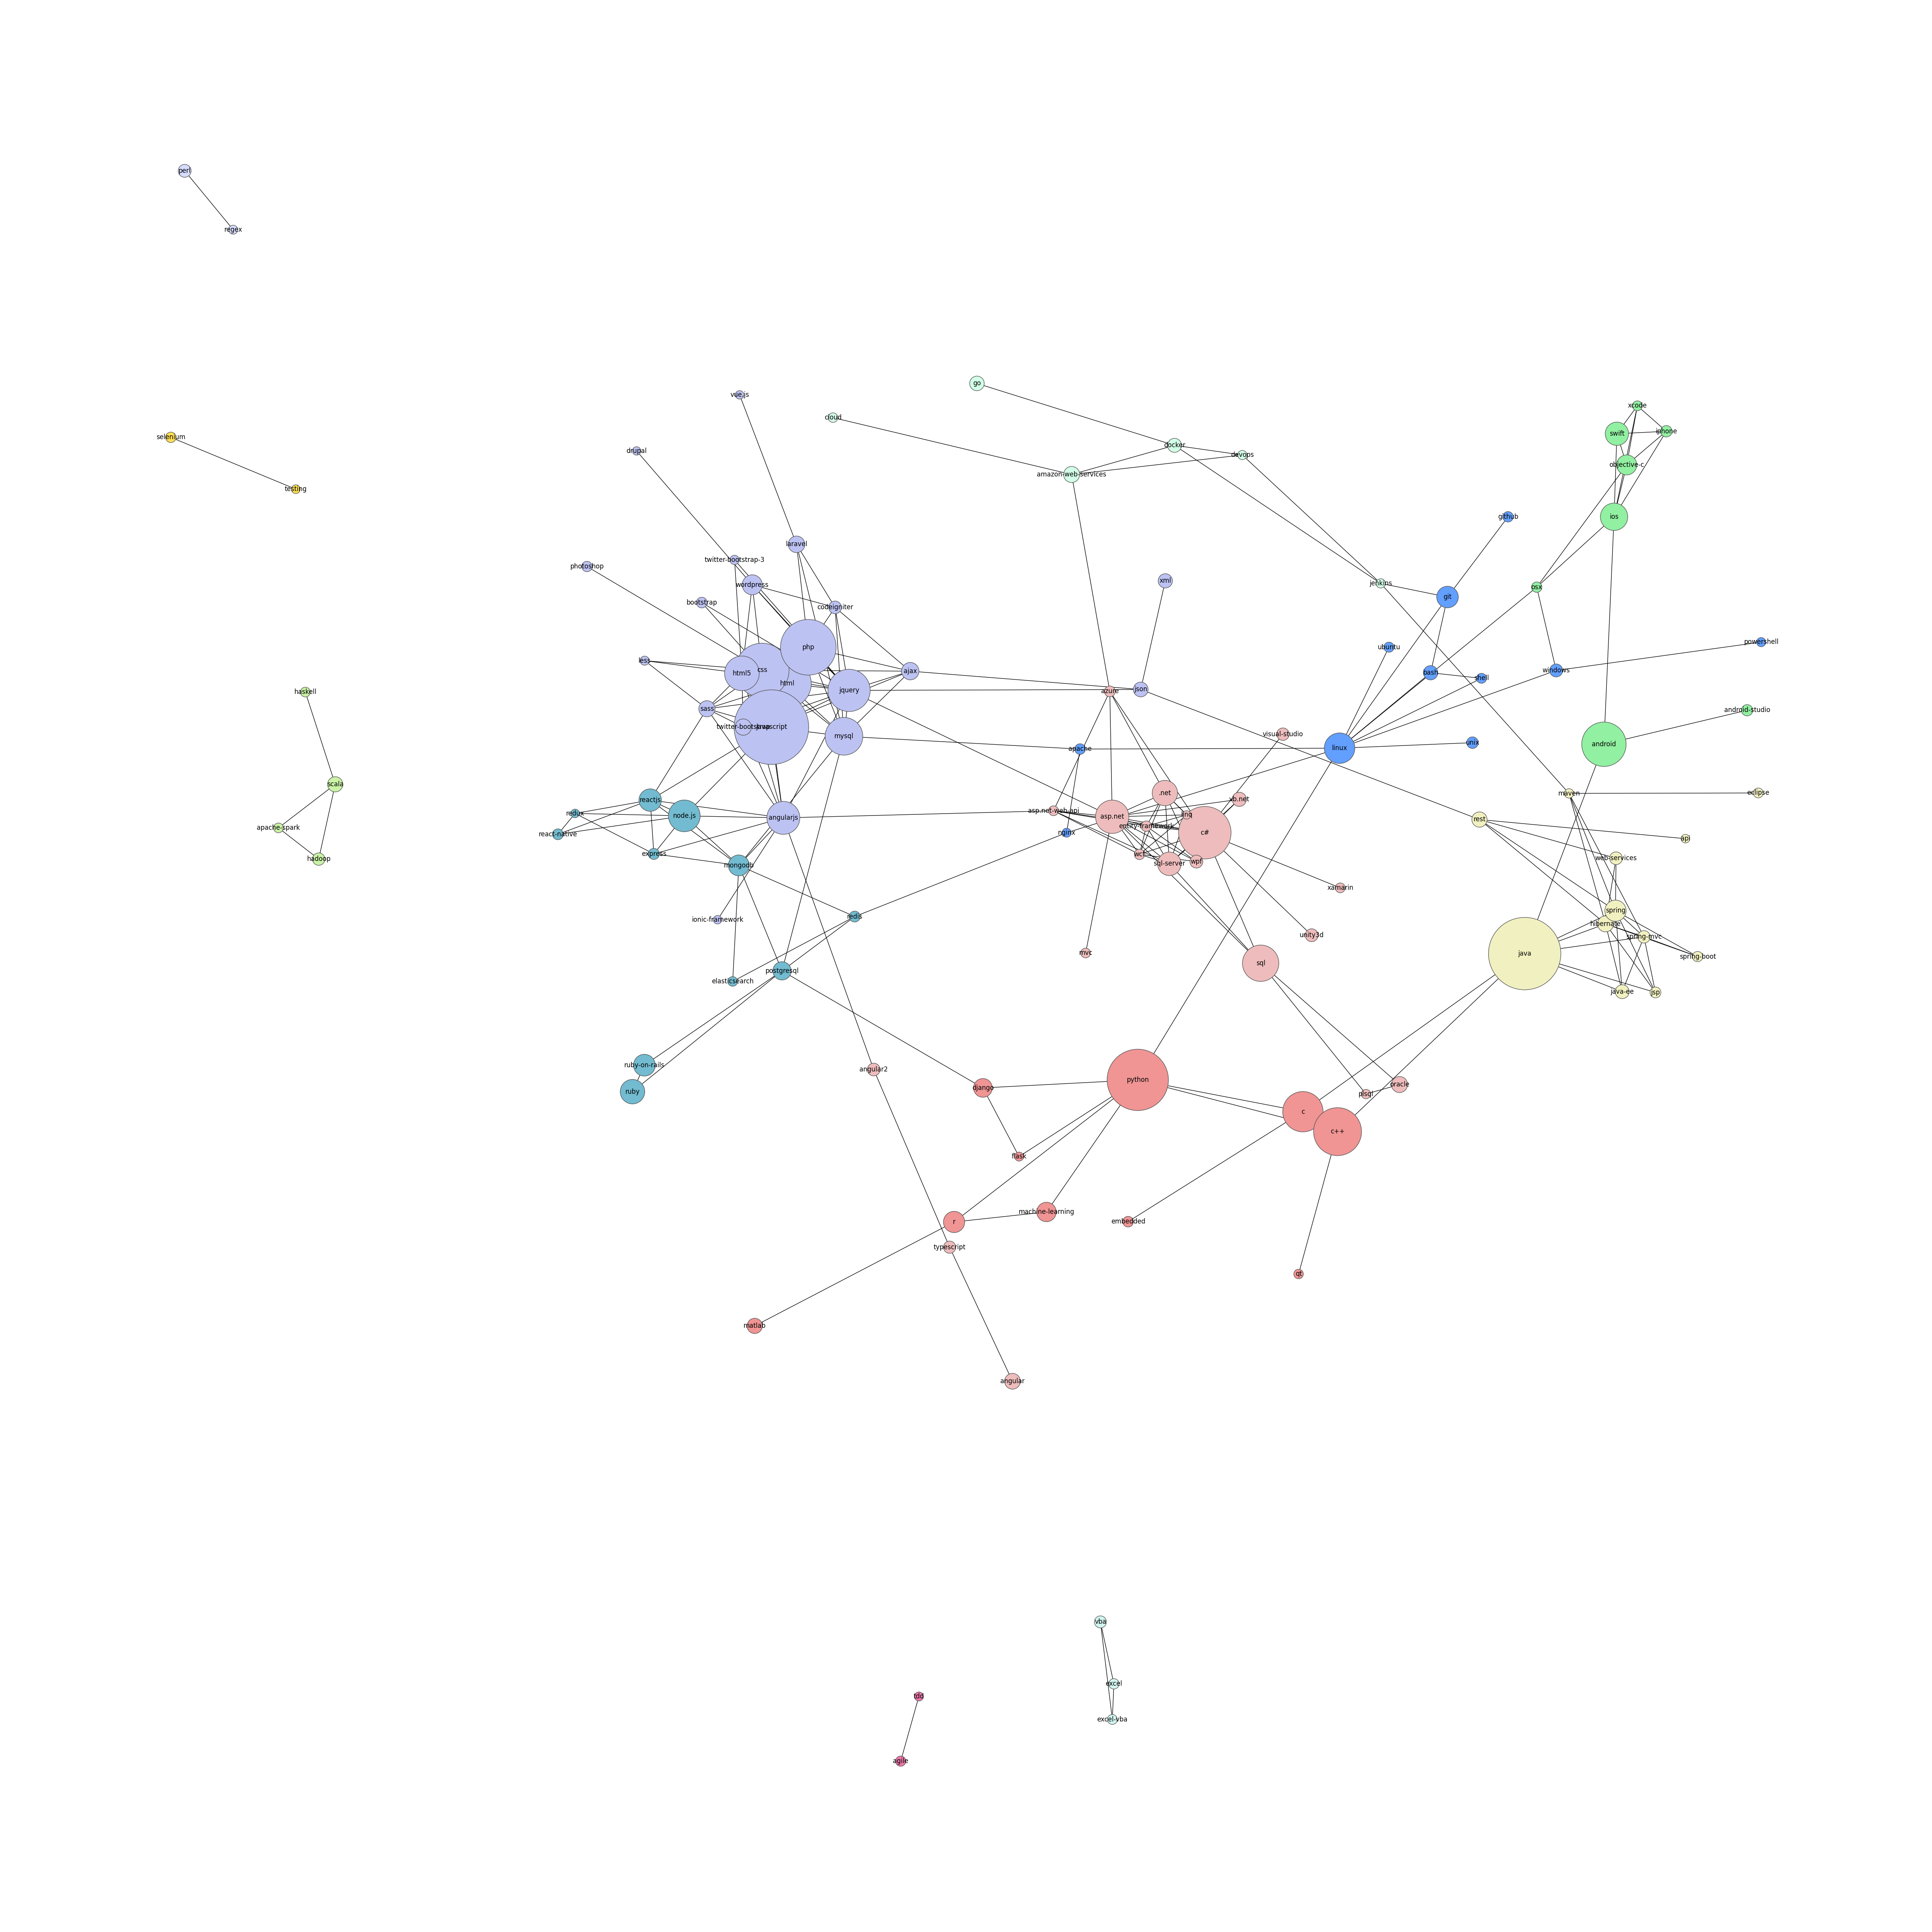 perl
regex
go
vue.js
xcode
cloud
swift
iphone
selenium
docker
drupal
devops
objective-c
amazon-web-services
testing
ios
github
laravel
twitter-bootstrap-3
photoshop
xml
wordpress
jenkins
osx
git
bootstrap
codeigniter
powershell
php
ubuntu
less
css
ajax
windows
html5
bash
shell
html
jquery
json
azure
haskell
sass
android-studio
twitter-bootstrap
javascript
visual-studio
mysql
unix
android
apache
linux
scala
.net
maven
eclipse
reactjs
vb.net
asp.net-web-api
redux
node.js
angularjs
asp.net
linq
rest
apache-spark
entity-framework
react-native
nginx
c#
api
express
wcf
hadoop
mongodb
sql-server
wpf
web-services
xamarin
spring
redis
ionic-framework
hibernate
unity3d
spring-mvc
mvc
java
spring-boot
sql
postgresql
elasticsearch
java-ee
jsp
ruby-on-rails
angular2
python
oracle
django
ruby
plsql
c
c++
flask
machine-learning
r
embedded
typescript
qt
matlab
angular
vba
excel
tdd
excel-vba
agile